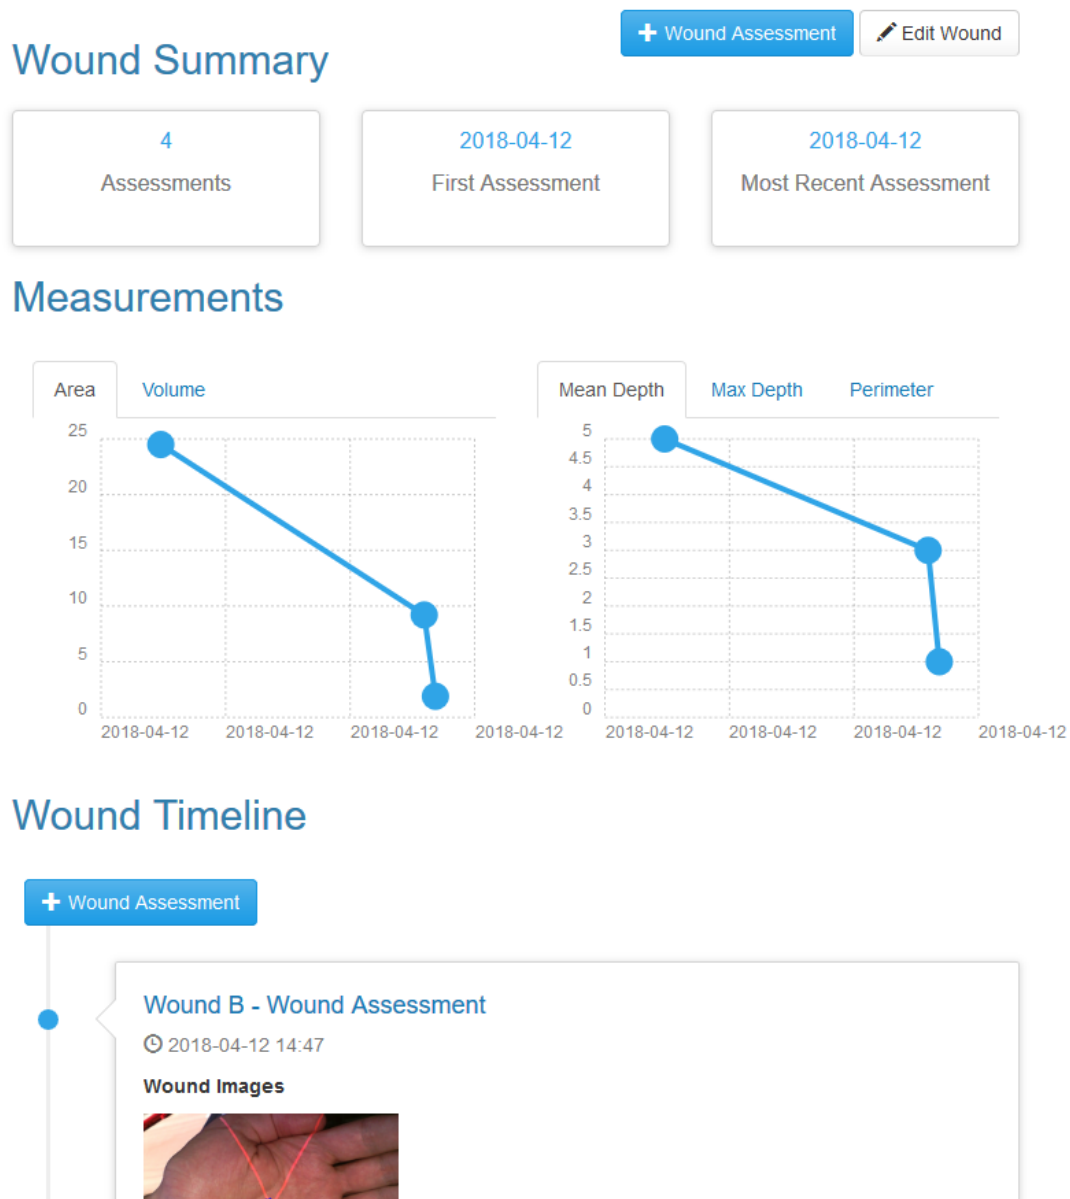 Wound Summary
Wound Assessment
Edit Wound
4
Assessments
2018-04-12
First Assessment
2018-04-12
Most Recent Assessment
Measurements
Area
Volume
25
20
15
10
5
0
2018-04-12 2018-04-12 2018-04-12 2018-04-12
Mean Depth
Max Depth
Perimeter
5
4.5
4
3.5
3
2.5
2
1.5
1
0.5
0
2018-04-12 2018-04-12 2018-04-12 2018-04-12
Wound Timeline
Wound Assessment
Wound B - Wound Assessment
2018-04-12 14:47
Wound Images